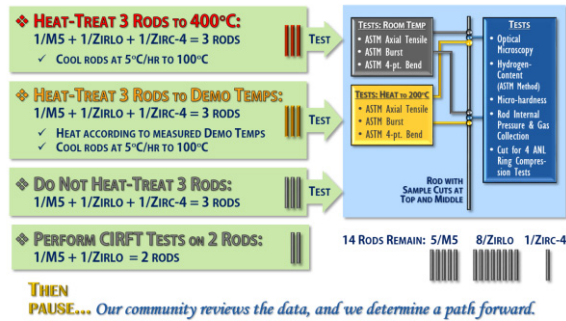 ❖ Heat-Treat 3 Rods to 400°C:
1/M5 + 1/Zirlo + 1/Zirc-4 = 3 rods
✓ Cool rods at 5°C/hr to 100°C
Test
❖ Heat-Treat 3 Rods to Demo Temps:
1/M5 + 1/Zirlo + 1/Zirc-4 = 3 rods
✓ Heat according to measured Demo Temps
✓ Cool rods at 5°C/hr to 100°C
Test
❖ Do Not Heat-Treat 3 Rods:
1/M5 + 1/Zirlo + 1/Zirc-4 = 3 rods
Test
❖ Perform CIRFT Tests on 2 Rods:
1/M5 + 1/Zirlo = 2 rods
Tests: Room Temp
• ASTM Axial Tensile
• ASTM Burst
• ASTM 4-pt. Bend
Tests: Heat to 200°C
• ASTM Axial Tensile
• ASTM Burst
• ASTM 4-pt. Bend
Tests
• Optical
Microscopy
• Hydrogen-
Content
(ASTM Method)
• Micro-hardness
• Rod Internal
Pressure & Gas
Collection
• Cut for 4 ANL
Ring Compres-
sion Tests
Rod with
Sample Cuts at
Top and Middle
14 Rods Remain: 5/M5 8/Zirlo 1/Zirc-4
Then
pause... Our community reviews the data, and we determine a path forward.